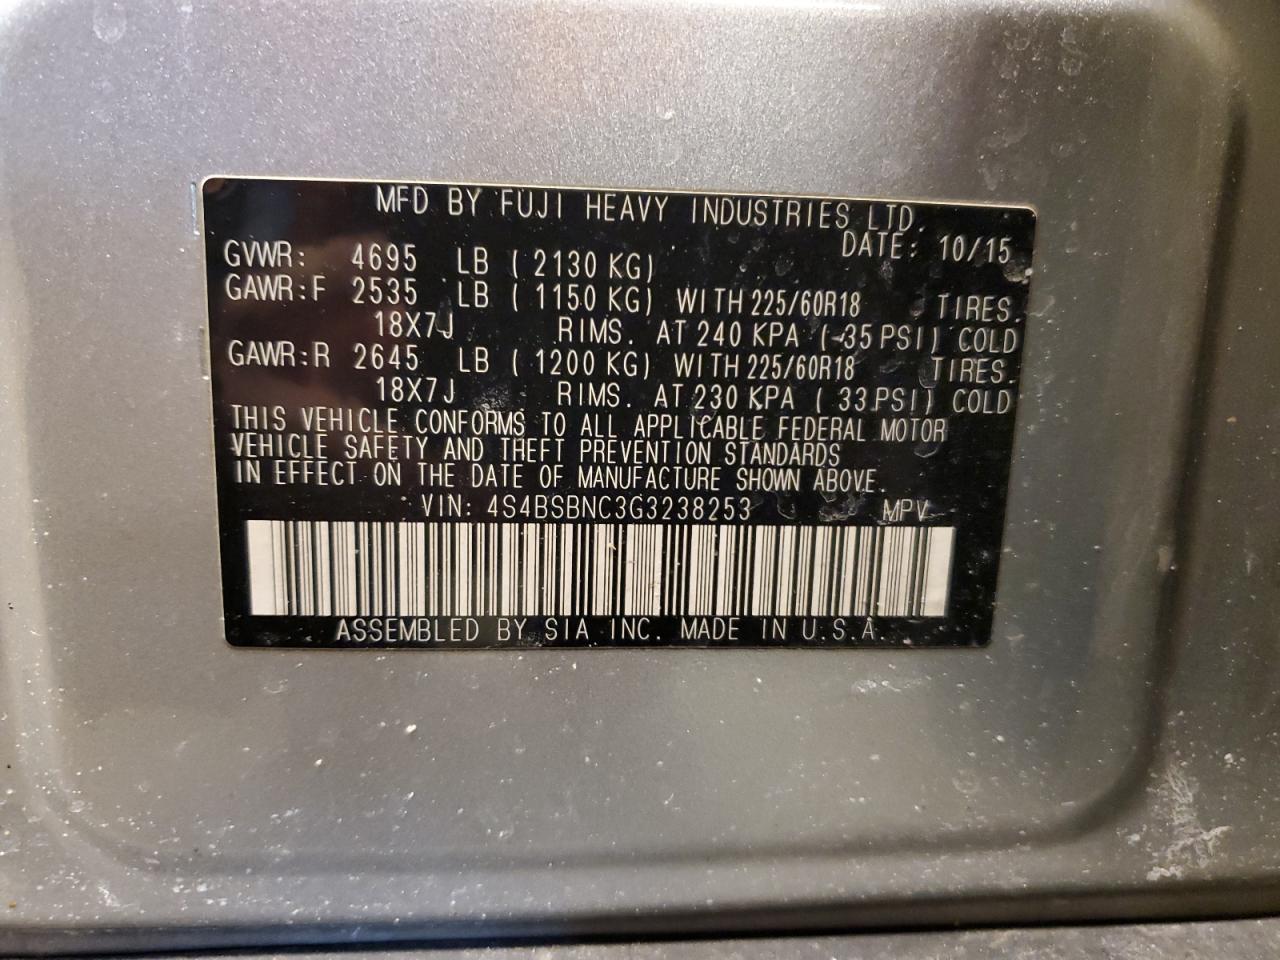 MFD BY FUJI HEAVY INDUSTRIES LTD.
DATE: 10/15
GVWR: 4695 LB ( 2130 KG)
GAWR:F 2535 LB ( 1150 KG) WITH 225/60R18 TIRES.
18X7J RIMS. AT 240 KPA ( 35 PSI) COLD
GAWR:R 2645 LB ( 1200 KG) WITH 225/60R18 TIRES.
18X7J RIMS. AT 230 KPA ( 33 PSI) COLD
THIS VEHICLE CONFORMS TO ALL APPLICABLE FEDERAL MOTOR
VEHICLE SAFETY AND THEFT PREVENTION STANDARDS
IN EFFECT ON THE DATE OF MANUFACTURE SHOWN ABOVE.
VIN: 4S4BSBNC3G3238253 MPV
ASSEMBLED BY SIA INC. MADE IN U.S.A.